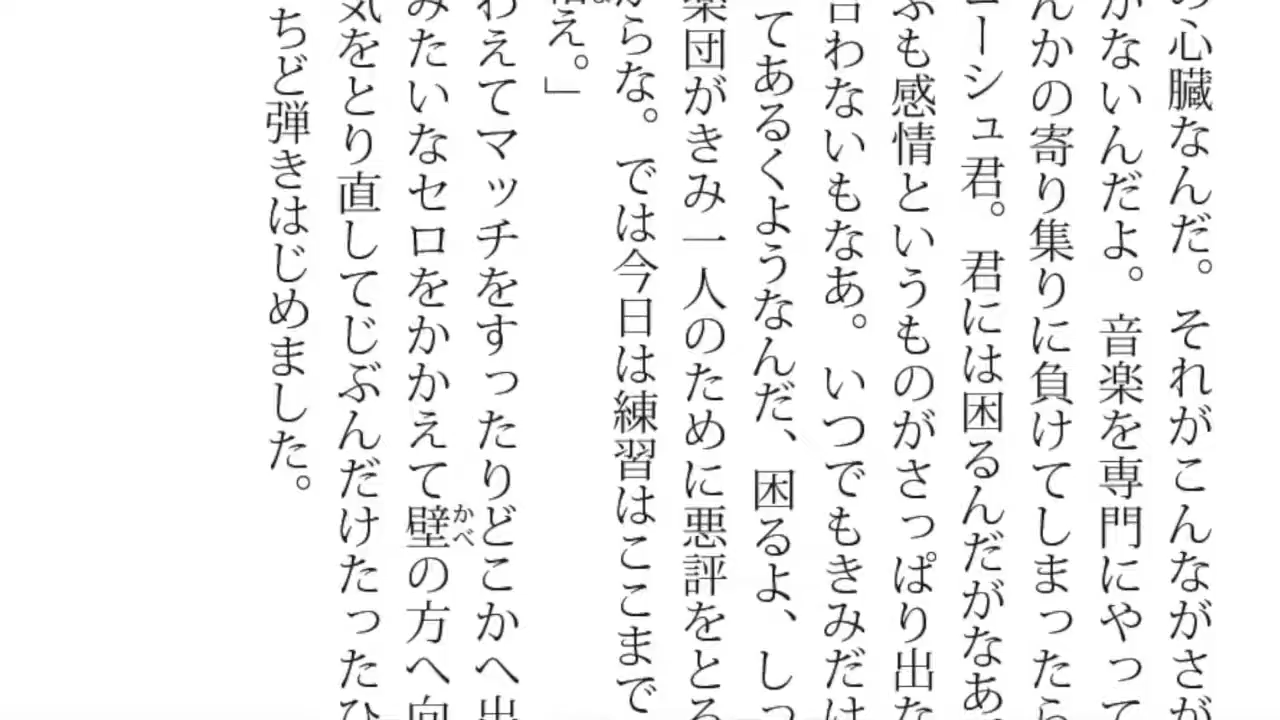 の心臓なんだ。それがこんながさが
かないんだよ。音楽を専門にやって
んかの寄り集りに負けてしまったら
ーシュ君。君には困るんだがなあ
ぶも感情というものがさっぱり出な
合わないもなあ。いつでもきみだけ
てあるくようなんだ、困るよ、しっ
楽団がきみ一人のために悪評をとる
からな。では今日は練習はここまで
え。」
わえてマッチをすったりどこかへ出
みたいなセロをかかえて壁かべの方へ向
気をとり直してじぶんだけたったひ
ちど弾きはじめました。